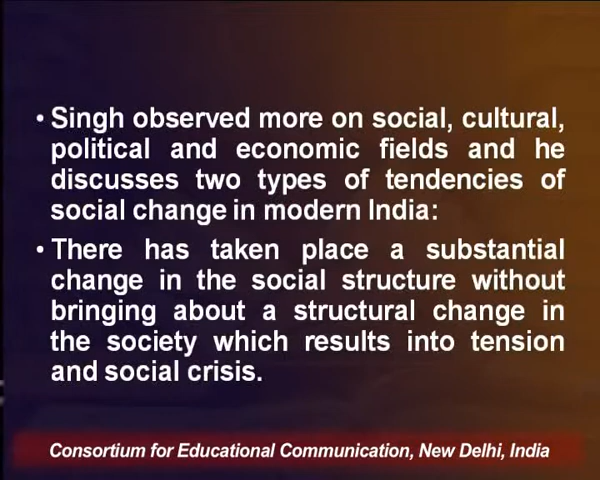 • Singh observed more on social, cultural,
political and economic fields and he
discusses two types of tendencies of
social change in modern India:
• There has taken place a substantial
change in the social structure without
bringing about a structural change in
the society which results into tension
and social crisis.
Consortium for Educational Communication, New Delhi, India